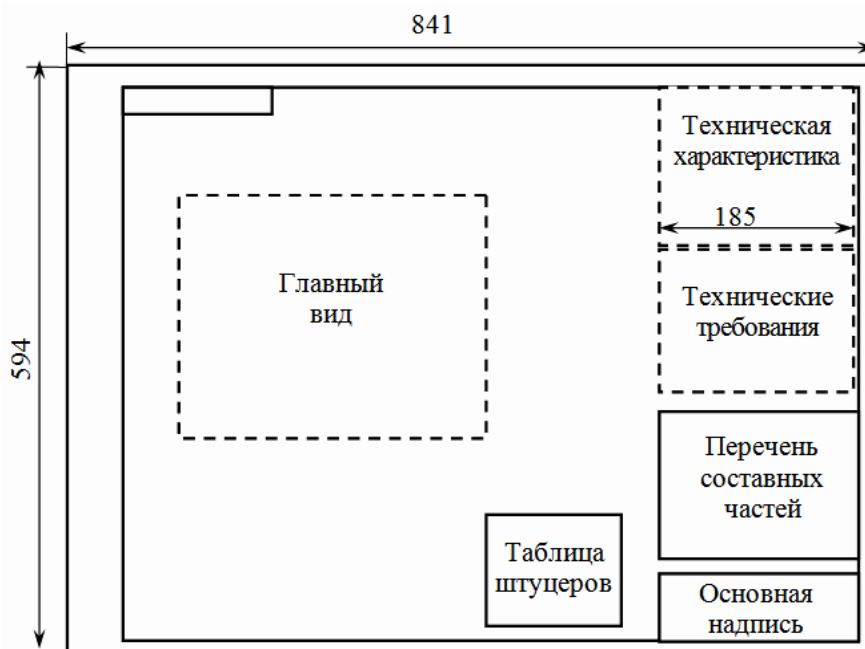 841
Техническая
характеристика
185
Главный
вид
Технические
требования
594
Перечень
составных
частей
Таблица
штуцеров
Основная
надпись